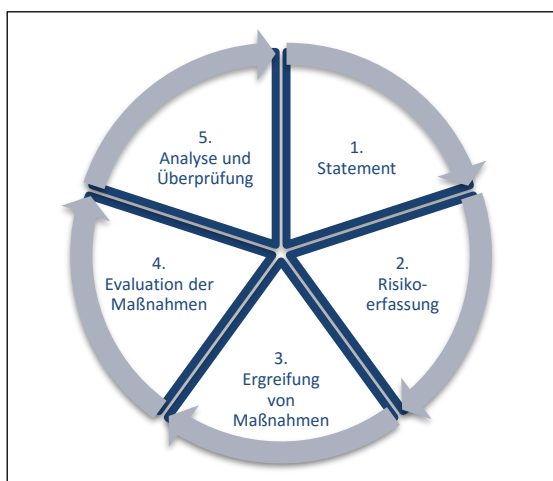 1.
Statement
2.
Risiko-
erfassung
3.
Ergreifung
von
Maßnahmen
4.
Evaluation der
Maßnahmen
5.
Analyse und
Überprüfung